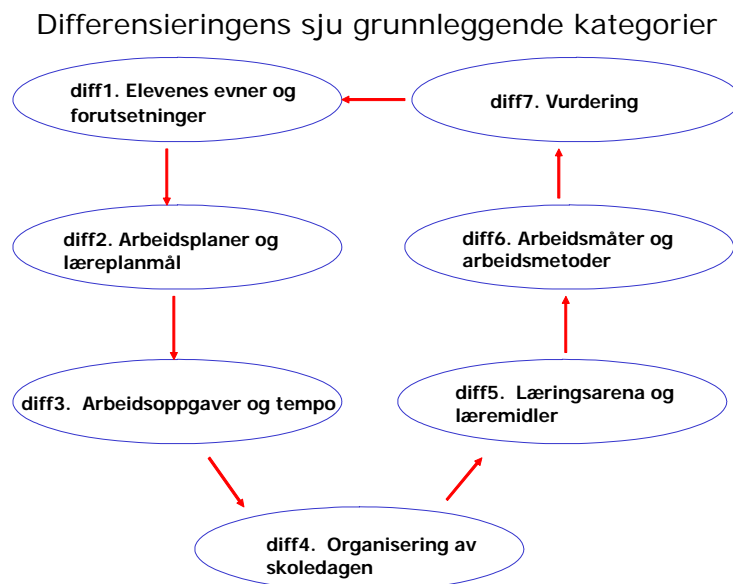 Differensieringens sju grunnleggende kategorier
diff1. Elevenes evner og
forutsetninger
diff2. Arbeidsplaner og
læreplanmål
diff3.  Arbeidsoppgaver og tempo
diff4.  Organisering av
skoledagen
diff5.  Læringsarena og
læremidler
diff6. Arbeidsmåter og
arbeidsmetoder
diff7. Vurdering